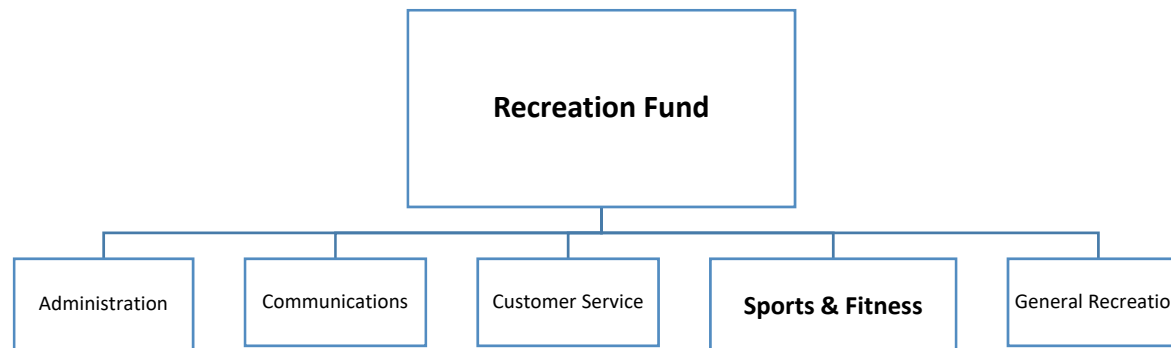 Recreation Fund
Administration
Communications
Customer Service
Sports & Fitness
General Recreatio